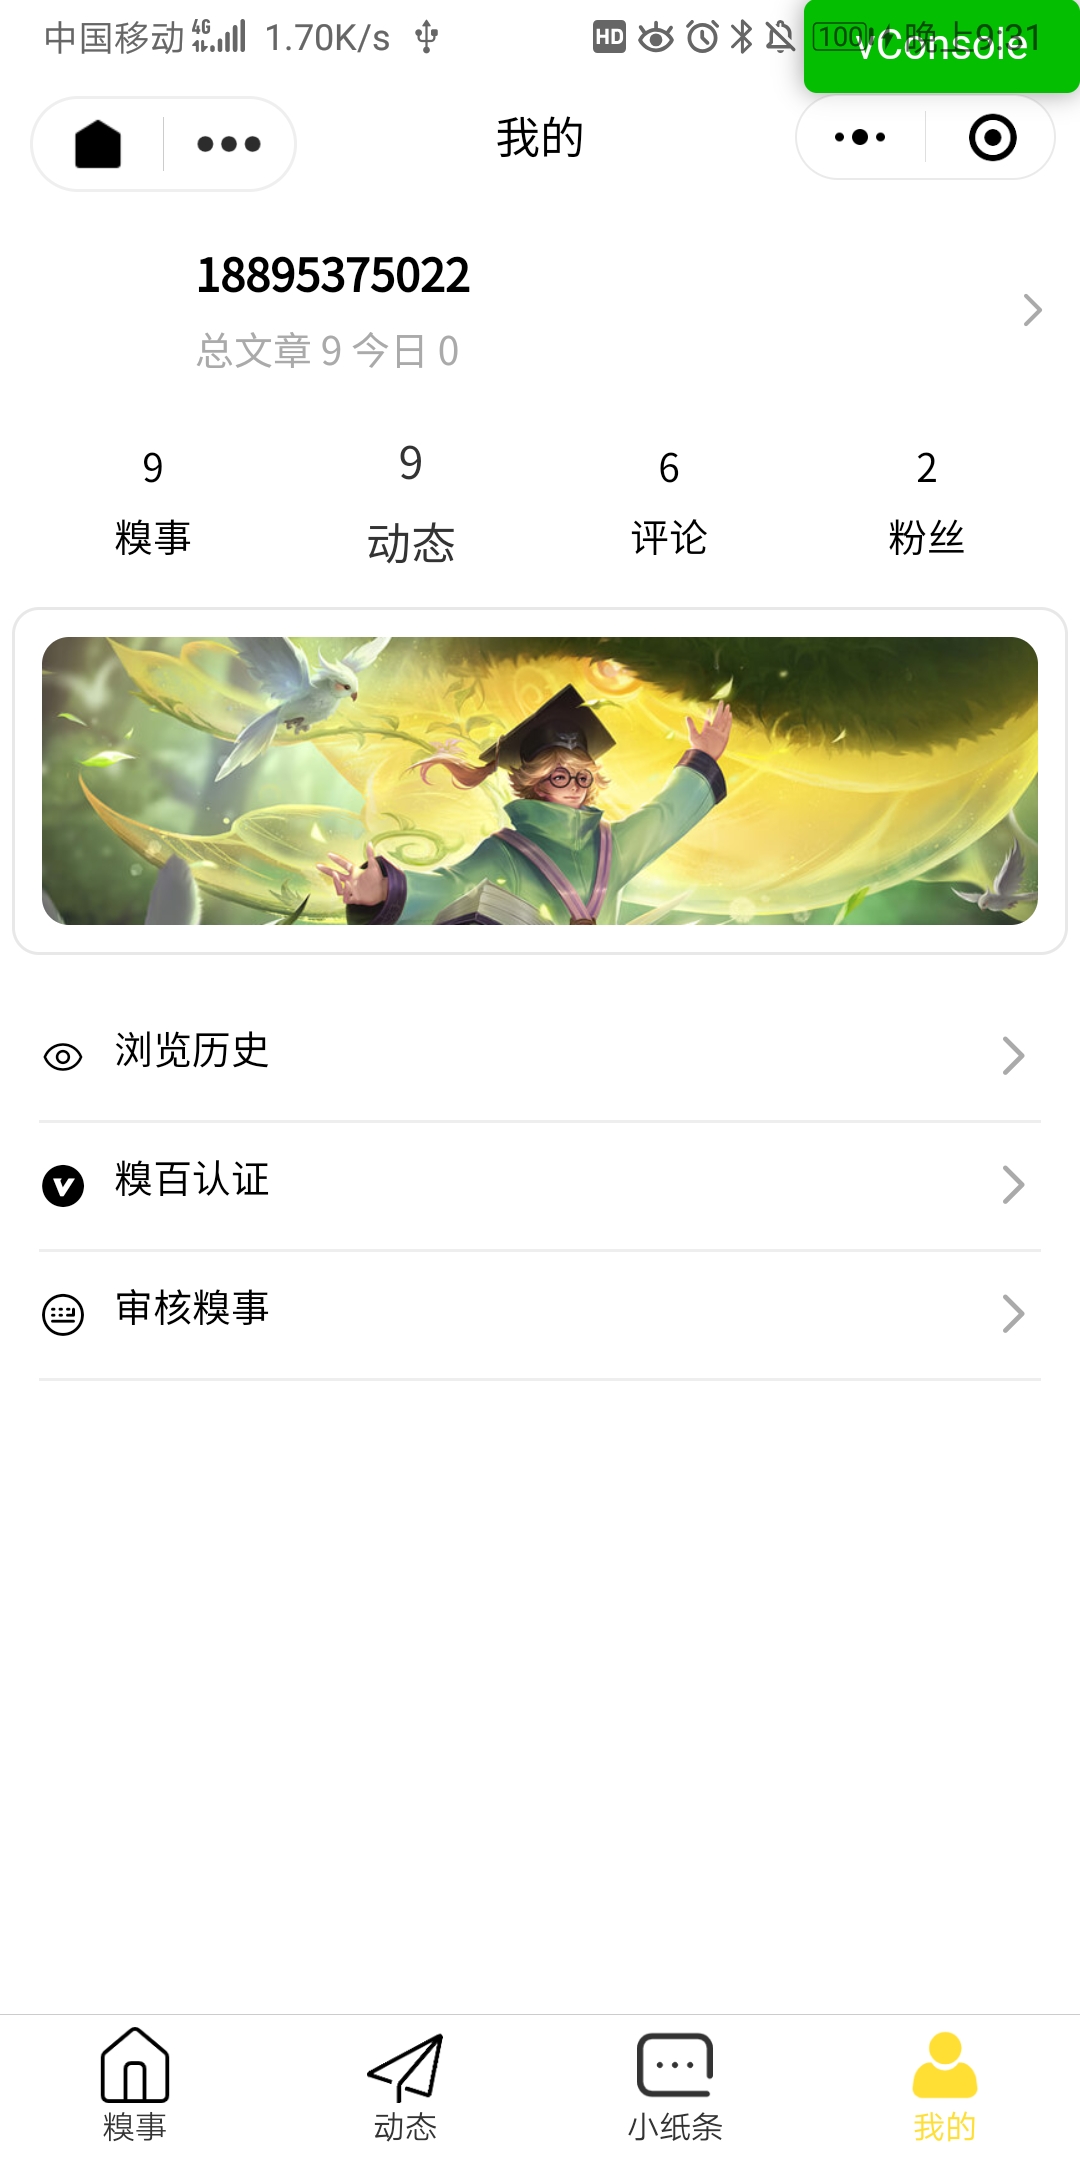 中国移动 4G 1.70K/s HD 100 晚上9:31
vConsole
我的
18895375022
总文章 9 今日 0
9 9 6 2
糗事 动态 评论 粉丝
浏览历史
糗百认证
审核糗事
糗事 动态 小纸条 我的